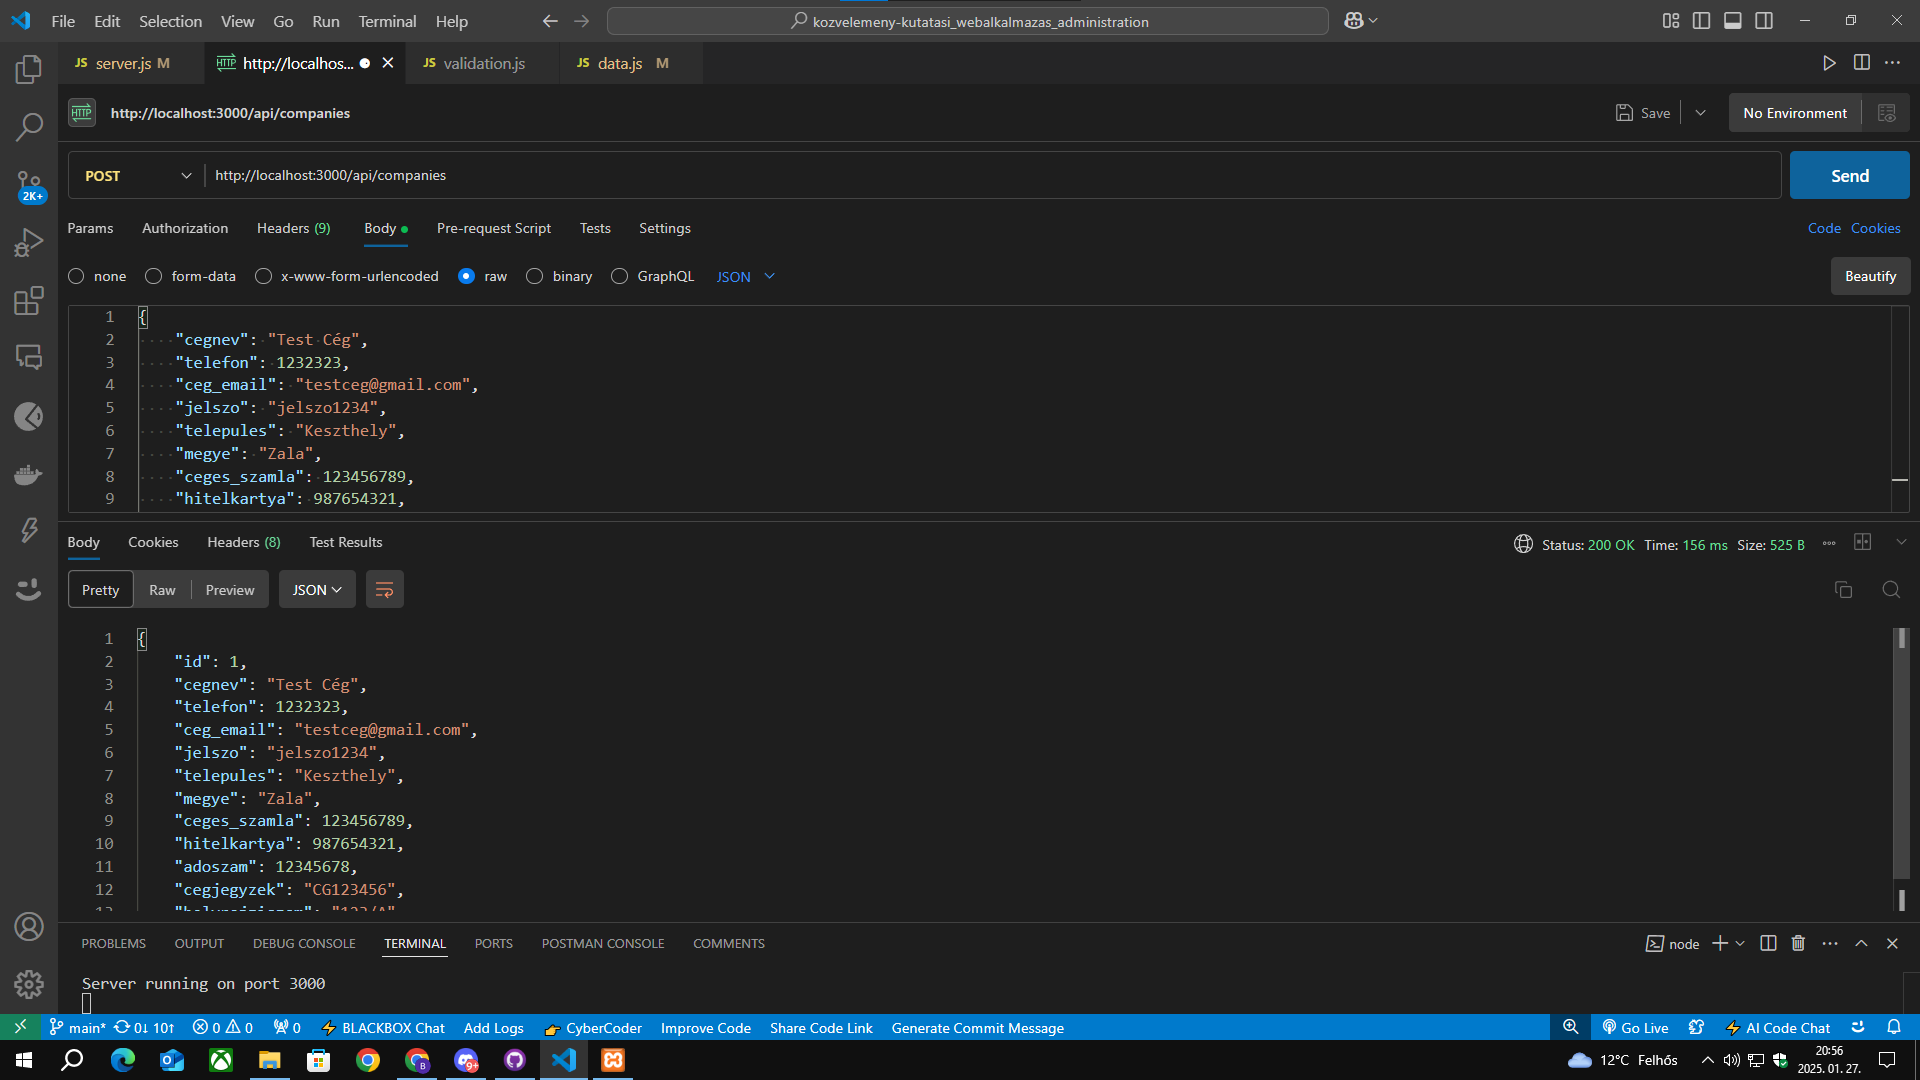 File Edit Selection View Go Run Terminal Help
kozvelemeny-kutatasi_webalkalmazas_administration
JS server.js M
HTTP http://localhos...
JS validation.js
JS data.js M
HTTP http://localhost:3000/api/companies
Save
No Environment
POST http://localhost:3000/api/companies
Send
2K+
Params Authorization Headers (9) Body Pre-request Script Tests Settings
Code Cookies
none form-data x-www-form-urlencoded raw binary GraphQL JSON
Beautify
1 {
2 "cegnev": "Test Cég",
3 "telefon": 1232323,
4 "ceg_email": "testceg@gmail.com",
5 "jelszo": "jelszo1234",
6 "telepules": "Keszthely",
7 "megye": "Zala",
8 "ceges_szamla": 123456789,
9 "hitelkartya": 987654321,
Body Cookies Headers (8) Test Results
Status: 200 OK Time: 156 ms Size: 525 B
Pretty Raw Preview JSON
1 {
2 "id": 1,
3 "cegnev": "Test Cég",
4 "telefon": 1232323,
5 "ceg_email": "testceg@gmail.com",
6 "jelszo": "jelszo1234",
7 "telepules": "Keszthely",
8 "megye": "Zala",
9 "ceges_szamla": 123456789,
10 "hitelkartya": 987654321,
11 "adoszam": 12345678,
12 "cegjegyzek": "CG123456",
PROBLEMS OUTPUT DEBUG CONSOLE TERMINAL PORTS POSTMAN CONSOLE COMMENTS
node
Server running on port 3000
main* 0↓ 10↑ 0 0 0 BLACKBOX Chat Add Logs CyberCoder Improve Code Share Code Link Generate Commit Message
Go Live AI Code Chat
B
9+
12°C Felhős
20:56
2025. 01. 27.